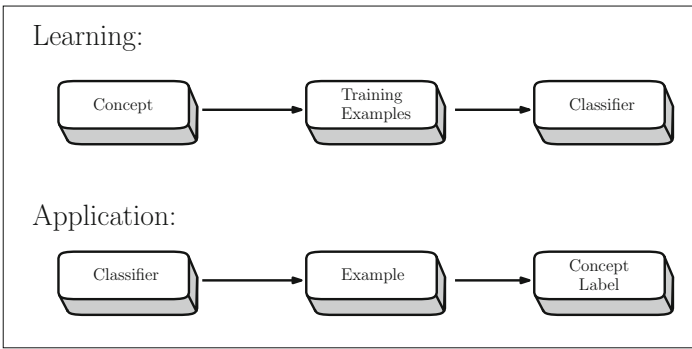 Learning:
Concept
Training
Examples
Classifier
Application:
Classifier
Example
Concept
Label